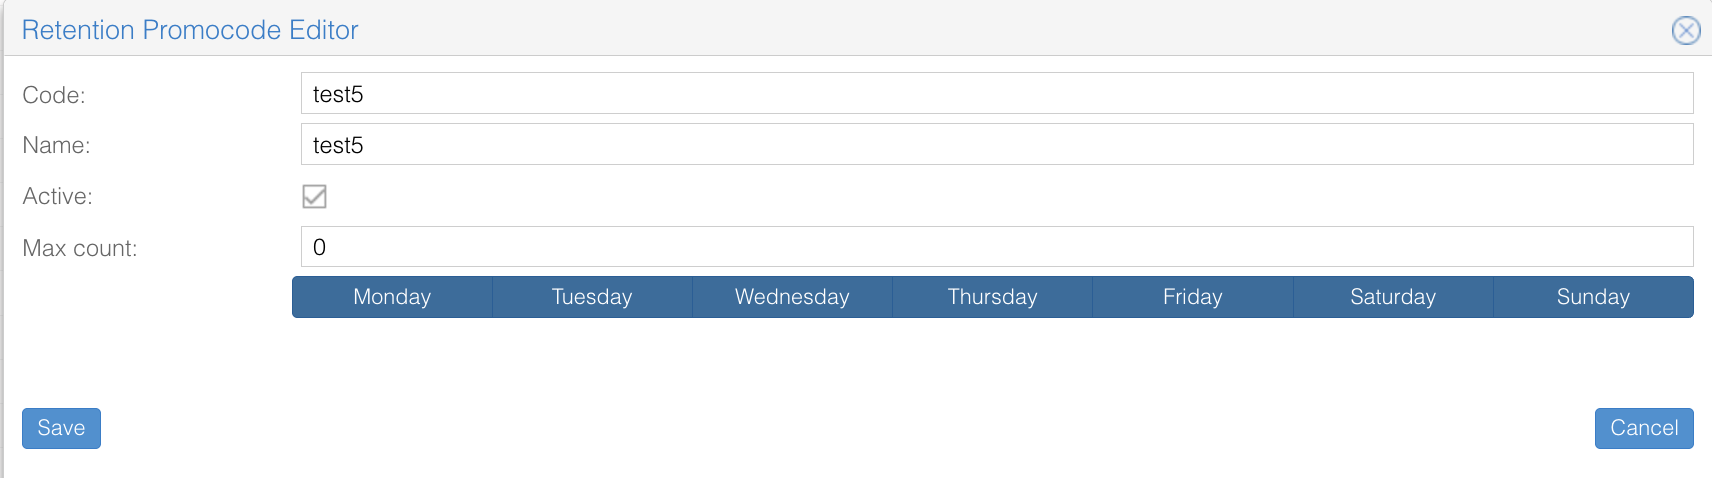 Retention Promocode Editor
Code: test5
Name: test5
Active:
Max count: 0
Monday Tuesday Wednesday Thursday Friday Saturday Sunday
Save Cancel